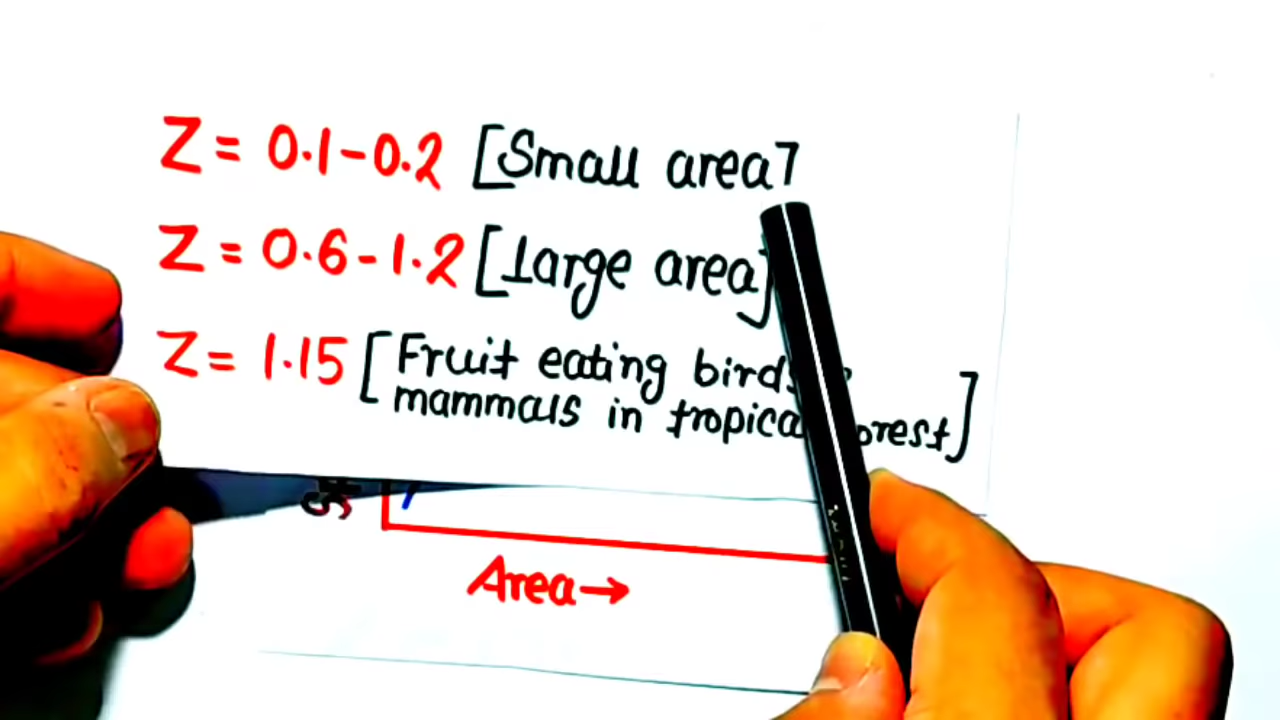 Z = 0.1-0.2 [Small area]
Z = 0.6-1.2 [Large area]
Z = 1.15 [Fruit eating birds
mammals in tropical forest]
Area→